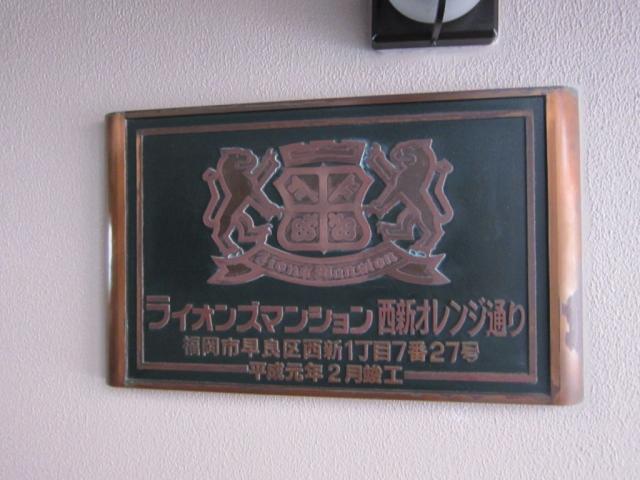 Lions Mansion
ライオンズマンション西新オレンジ通り
福岡市早良区西新1丁目7番27号
平成元年2月竣工